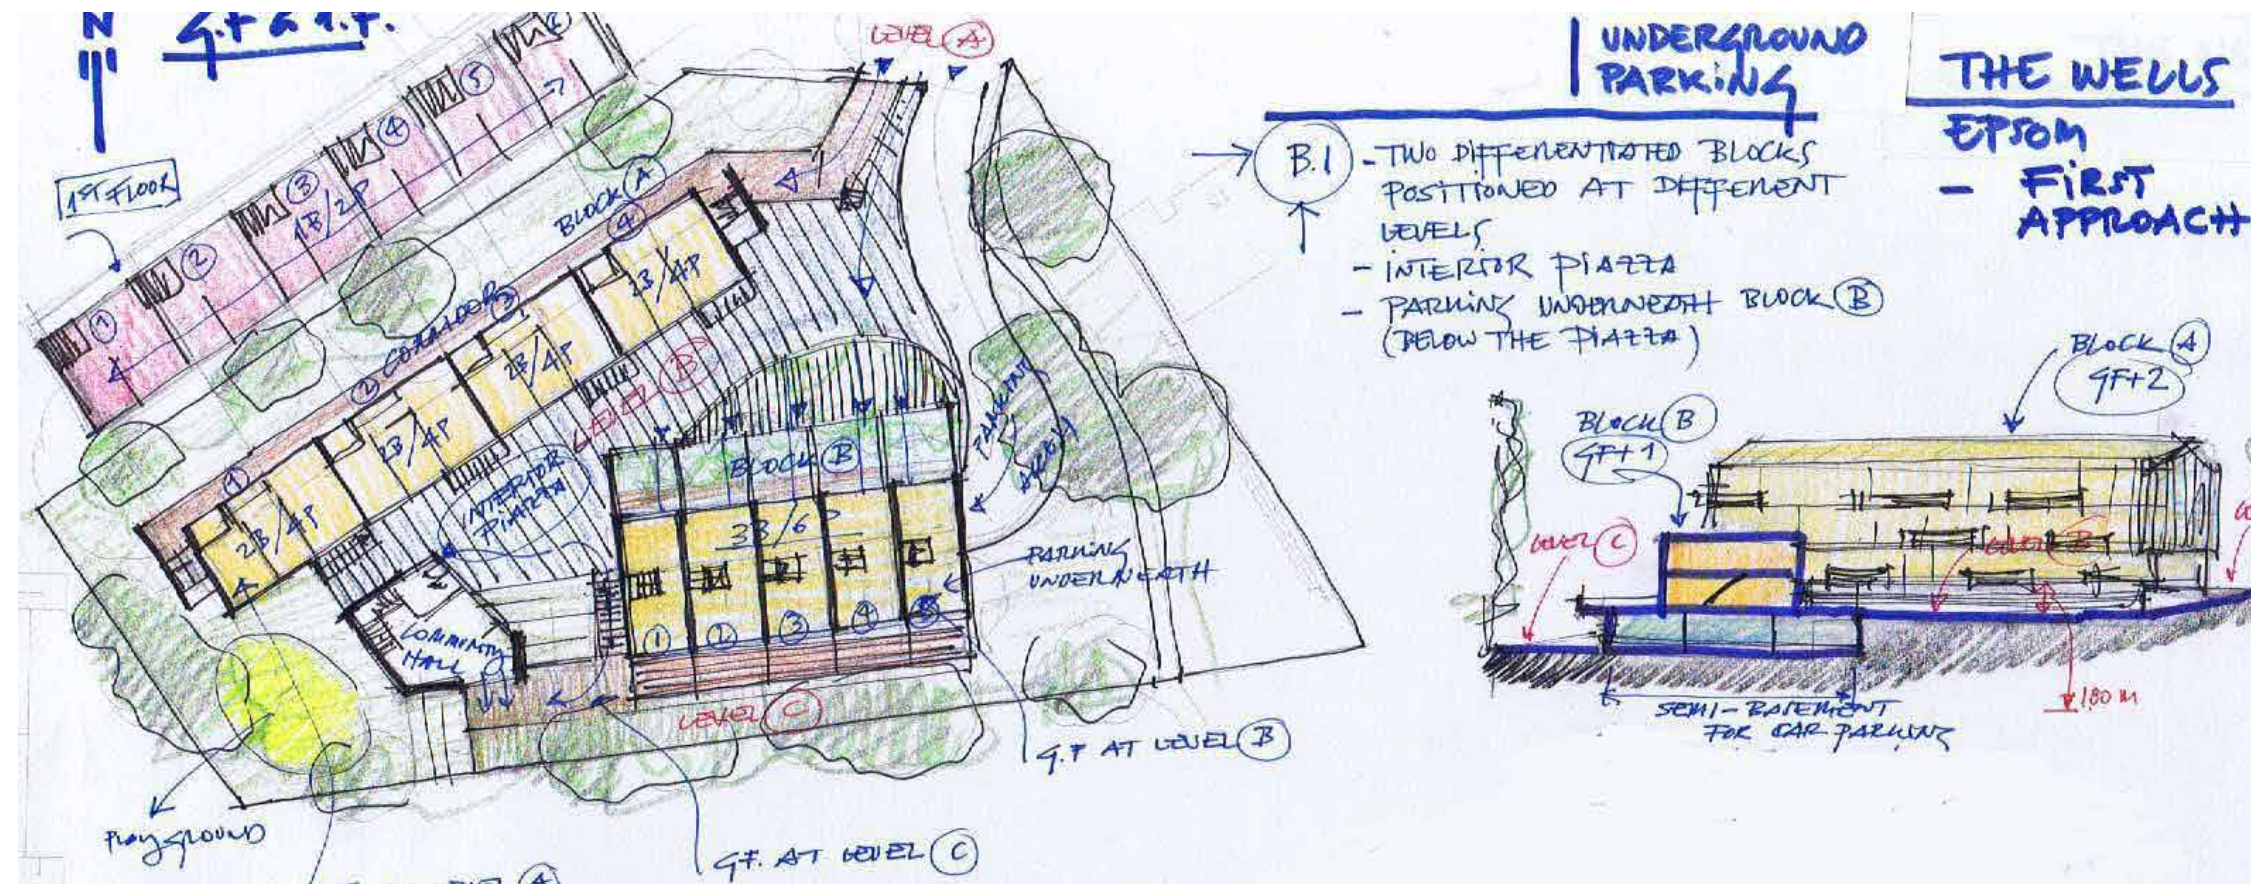 N
G.F & 1.F.
LEVEL A
UNDERGROUND
PARKING
THE WELLS
EPSOM
- FIRST
APPROACH
B.1 - TWO DIFFERENTIATED BLOCKS
POSITIONED AT DIFFERENT
LEVELS
- INTERIOR PIAZZA
- PARKING UNDERNEATH BLOCK B
(BELOW THE PIAZZA)
1ST FLOOR
1
2
3
4
5
6
1B/2P
BLOCK A
CORRIDOR
1
2
3
4
2B/4P
2B/4P
2B/4P
2B/4P
LEVEL B
INTERIOR
PIAZZA
BLOCK B
3B/6P
1
2
3
4
5
PARKING
ACCESS
PARKING
UNDERNEATH
COMMUNITY
HALL
LEVEL C
PLAYGROUND
G.F AT LEVEL B
G.F. AT LEVEL C
BLOCK A
GF+2
BLOCK B
GF+1
LEVEL C
LEVEL B
1,80 m
SEMI-BASEMENT
FOR CAR PARKING